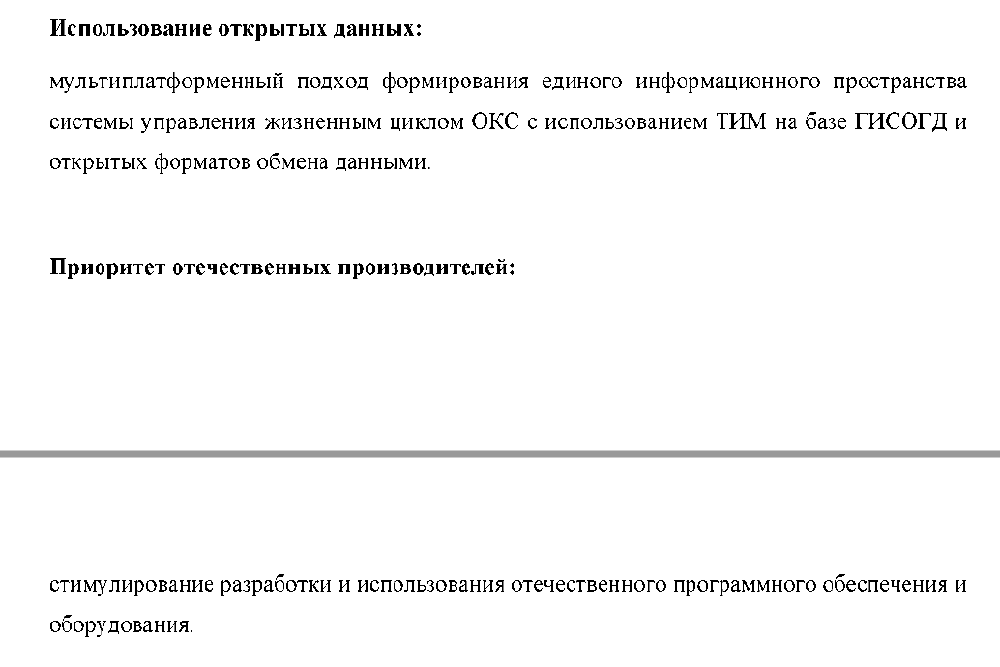 Использование открытых данных:
мультиплатформенный подход формирования единого информационного пространства
системы управления жизненным циклом ОКС с использованием ТИМ на базе ГИСОГД и
открытых форматов обмена данными.
Приоритет отечественных производителей:
стимулирование разработки и использования отечественного программного обеспечения и
оборудования.